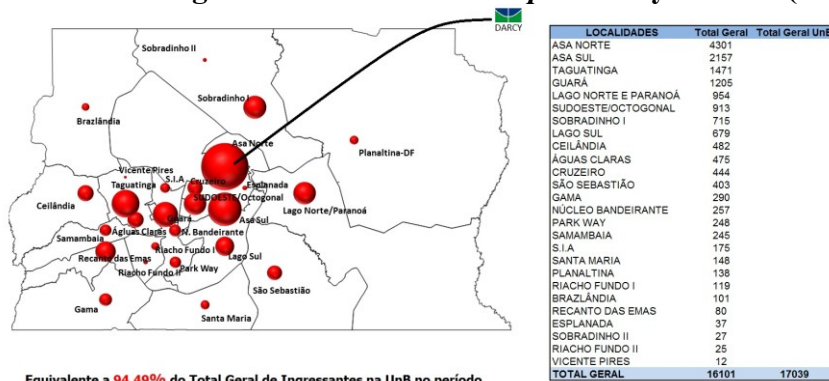 DARCY
Sobradinho II
Sobradinho I
Brazlândia
Asa Norte
Planaltina-DF
Vicente Pires
S.I.A.
Taguatinga
Cruzeiro
Esplanada
Ceilândia
SUDOESTE/Octogonal
Lago Norte/Paranoá
Guará
Asa Sul
Samambaia
Águas Claras
N. Bandeirante
Riacho Fundo I
Lago Sul
Recanto das Emas
Riacho Fundo II
Park Way
São Sebastião
Gama
Santa Maria
Equivalente a 94,49% do Total Geral de Ingressantes na UnB no período
LOCALIDADES Total Geral Total Geral UnB
ASA NORTE 4301
ASA SUL 2157
TAGUATINGA 1471
GUARÁ 1205
LAGO NORTE E PARANOÁ 954
SUDOESTE/OCTOGONAL 913
SOBRADINHO I 715
LAGO SUL 679
CEILÂNDIA 482
ÁGUAS CLARAS 475
CRUZEIRO 444
SÃO SEBASTIÃO 403
GAMA 290
NÚCLEO BANDEIRANTE 257
PARK WAY 248
SAMAMBAIA 245
S.I.A 175
SANTA MARIA 148
PLANALTINA 138
RIACHO FUNDO I 119
BRAZLÂNDIA 101
RECANTO DAS EMAS 80
ESPLANADA 37
SOBRADINHO II 27
RIACHO FUNDO II 25
VICENTE PIRES 12
TOTAL GERAL 16101 17039